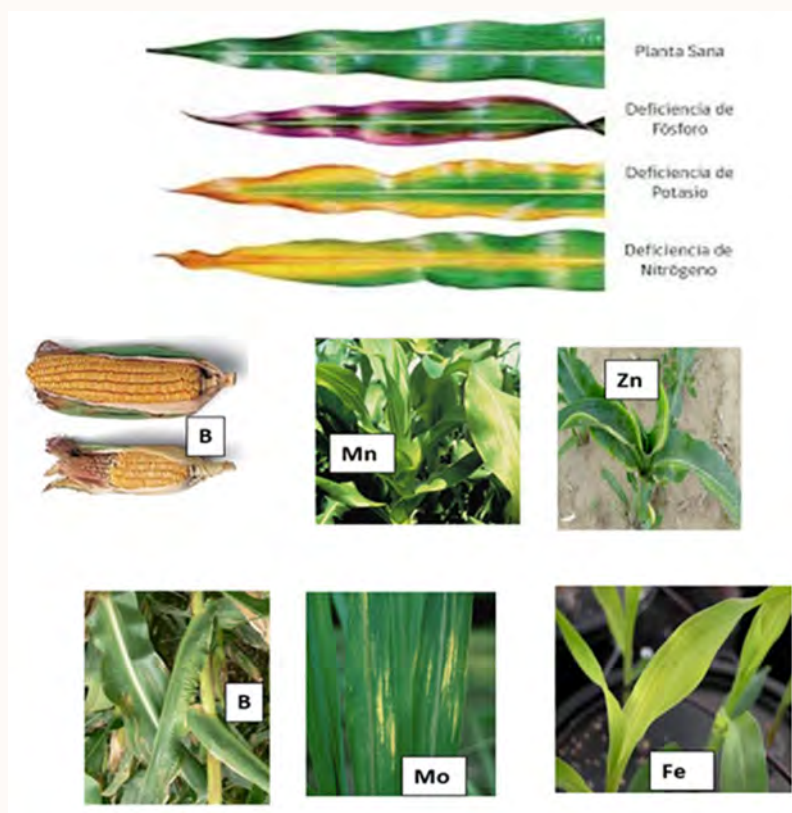 Planta Sana
Deficiencia de
Fósforo
Deficiencia de
Potasio
Deficiencia de
Nitrógeno
B
Mn
Zn
B
Mo
Fe